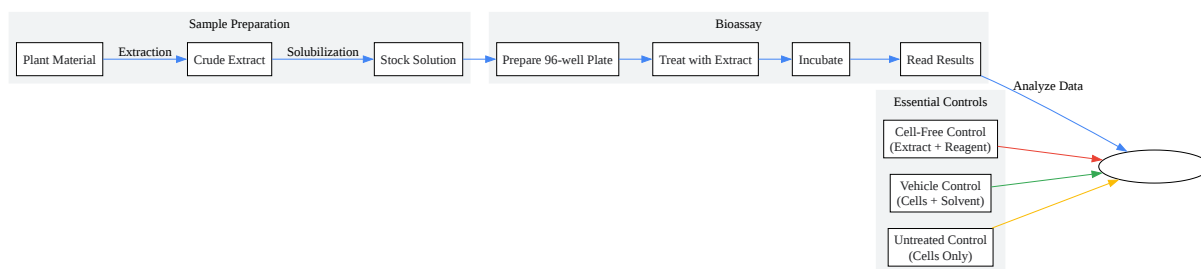 Sample Preparation
Bioassay
Plant Material
Extraction
Crude Extract
Solubilization
Stock Solution
Prepare 96-well Plate
Treat with Extract
Incubate
Read Results
Analyze Data
Essential Controls
Cell-Free Control
(Extract + Reagent)
Vehicle Control
(Cells + Solvent)
Untreated Control
(Cells Only)